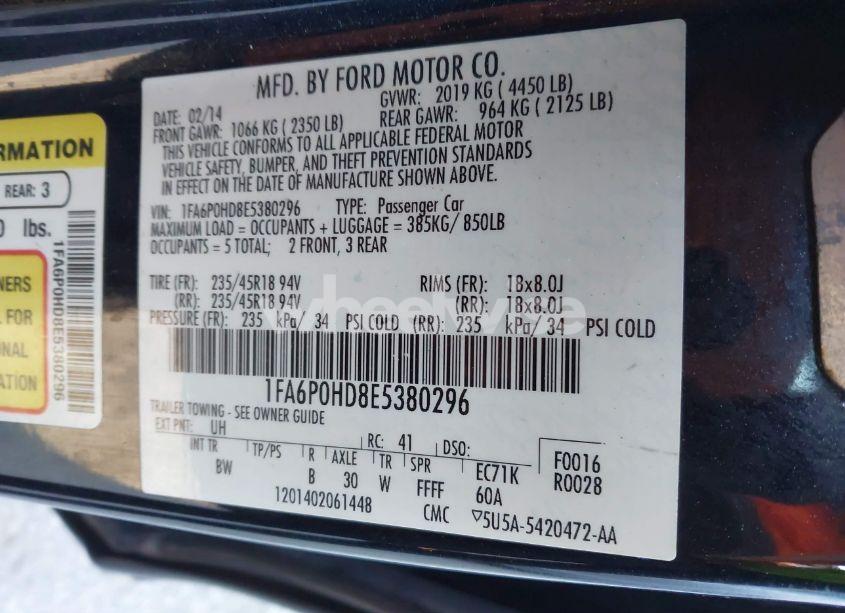 MFD. BY FORD MOTOR CO.
DATE: 02/14 GVWR: 2019 KG ( 4450 LB)
FRONT GAWR: 1066 KG ( 2350 LB) REAR GAWR: 964 KG ( 2125 LB)
THIS VEHICLE CONFORMS TO ALL APPLICABLE FEDERAL MOTOR
VEHICLE SAFETY, BUMPER, AND THEFT PREVENTION STANDARDS
IN EFFECT ON THE DATE OF MANUFACTURE SHOWN ABOVE.
VIN: 1FA6P0HD8E5380296 TYPE: Passenger Car
MAXIMUM LOAD = OCCUPANTS + LUGGAGE = 385KG/ 850LB
OCCUPANTS = 5 TOTAL; 2 FRONT, 3 REAR
TIRE (FR): 235/45R18 94V RIMS (FR): 18x8.0J
(RR): 235/45R18 94V (RR): 18x8.0J
PRESSURE (FR): 235 kPa/ 34 PSI COLD (RR): 235 kPa/ 34 PSI COLD
1FA6P0HD8E5380296
TRAILER TOWING - SEE OWNER GUIDE
EXT PNT: UH RC: 41 DSO:
INT TR TP/PS R AXLE TR SPR EC71K F0016
BW B 30 W FFFF 60A R0028
1201402061448 CMC ▽5U5A-5420472-AA
RMATION
REAR: 3
lbs.
NERS
L FOR
ONAL
ATION
1FA6P0HD8E5380296